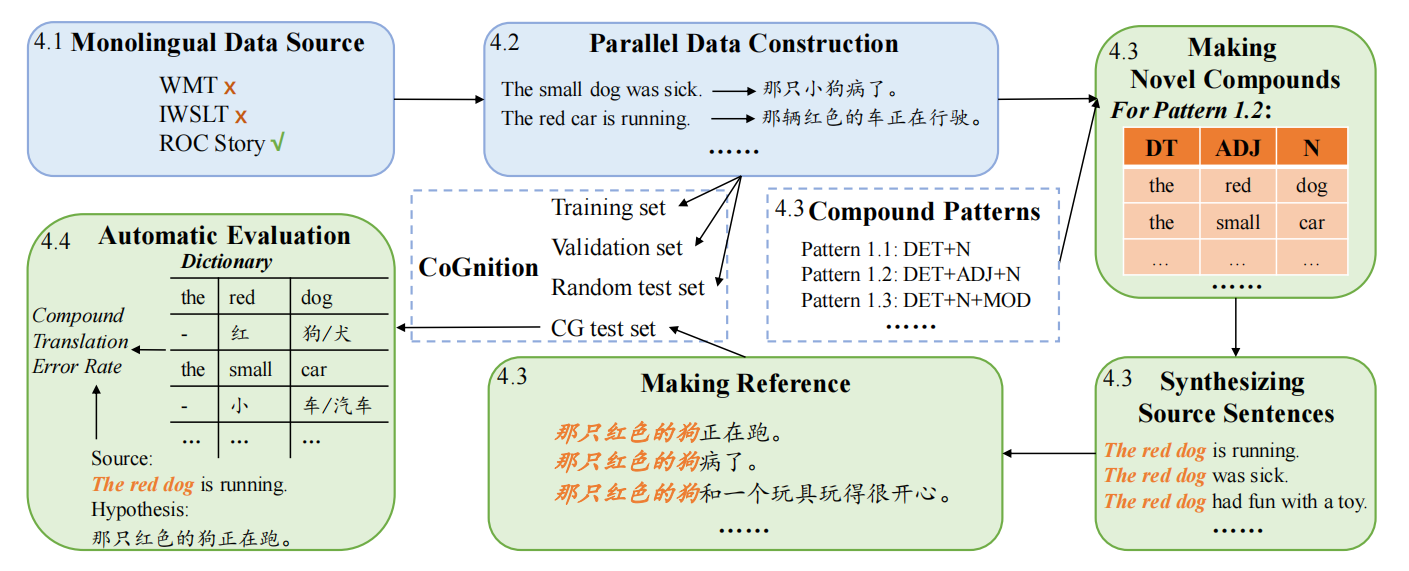 4.1 Monolingual Data Source
WMT x
IWSLT x
ROC Story √
4.2 Parallel Data Construction
The small dog was sick. 那只小狗病了。
The red car is running. 那辆红色的车正在行驶。
……
4.3 Making
Novel Compounds
For Pattern 1.2:
DT ADJ N
the red dog
the small car
… … …
……
4.3 Compound Patterns
Pattern 1.1: DET+N
Pattern 1.2: DET+ADJ+N
Pattern 1.3: DET+N+MOD
……
CoGnition
Training set
Validation set
Random test set
CG test set
4.3 Synthesizing
Source Sentences
The red dog is running.
The red dog was sick.
The red dog had fun with a toy.
……
4.3 Making Reference
那只红色的狗正在跑。
那只红色的狗病了。
那只红色的狗和一个玩具玩得很开心。
……
4.4 Automatic Evaluation
Dictionary
the red dog
- 红 狗/犬
the small car
- 小 车/汽车
… … …
Compound
Translation
Error Rate
Source:
The red dog is running.
Hypothesis:
那只红色的狗正在跑。